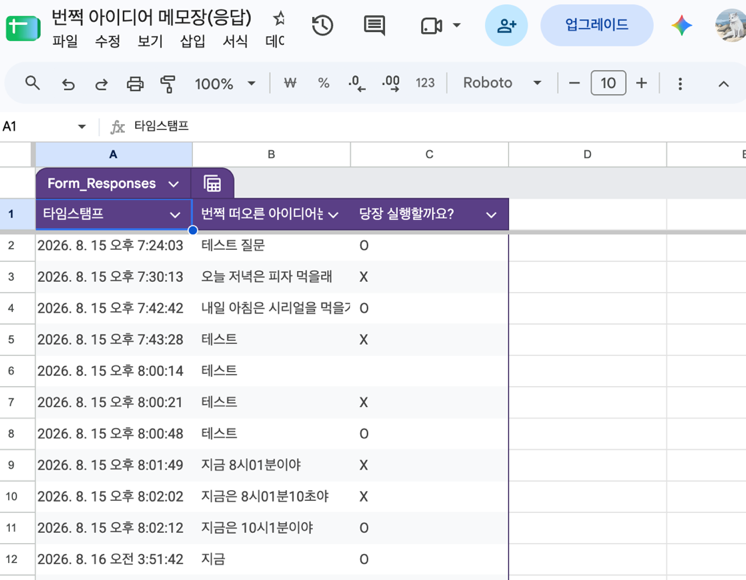 번쩍 아이디어 메모장(응답)
파일 수정 보기 삽입 서식
업그레이드
100% ₩ % .0 .00 123 Roboto 10
A1 fx 타임스탬프
A B C D E
Form_Responses
1 타임스탬프 번쩍 떠오른 아이디어는 당장 실행할까요?
2 2026. 8. 15 오후 7:24:03 테스트 질문 O
3 2026. 8. 15 오후 7:30:13 오늘 저녁은 피자 먹을래 X
4 2026. 8. 15 오후 7:42:42 내일 아침은 시리얼을 O
5 2026. 8. 15 오후 7:43:28 테스트 X
6 2026. 8. 15 오후 8:00:14 테스트
7 2026. 8. 15 오후 8:00:21 테스트 X
8 2026. 8. 15 오후 8:00:48 테스트 O
9 2026. 8. 15 오후 8:01:49 지금 8시01분이야 X
10 2026. 8. 15 오후 8:02:02 지금은 8시01분10초야 X
11 2026. 8. 15 오후 8:02:12 지금은 10시1분이야 O
12 2026. 8. 16 오전 3:51:42 지금 O